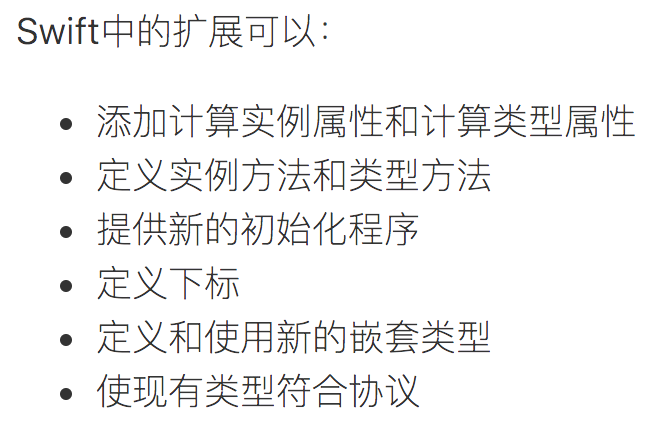 Swift中的扩展可以：
• 添加计算实例属性和计算类型属性
• 定义实例方法和类型方法
• 提供新的初始化程序
• 定义下标
• 定义和使用新的嵌套类型
• 使现有类型符合协议